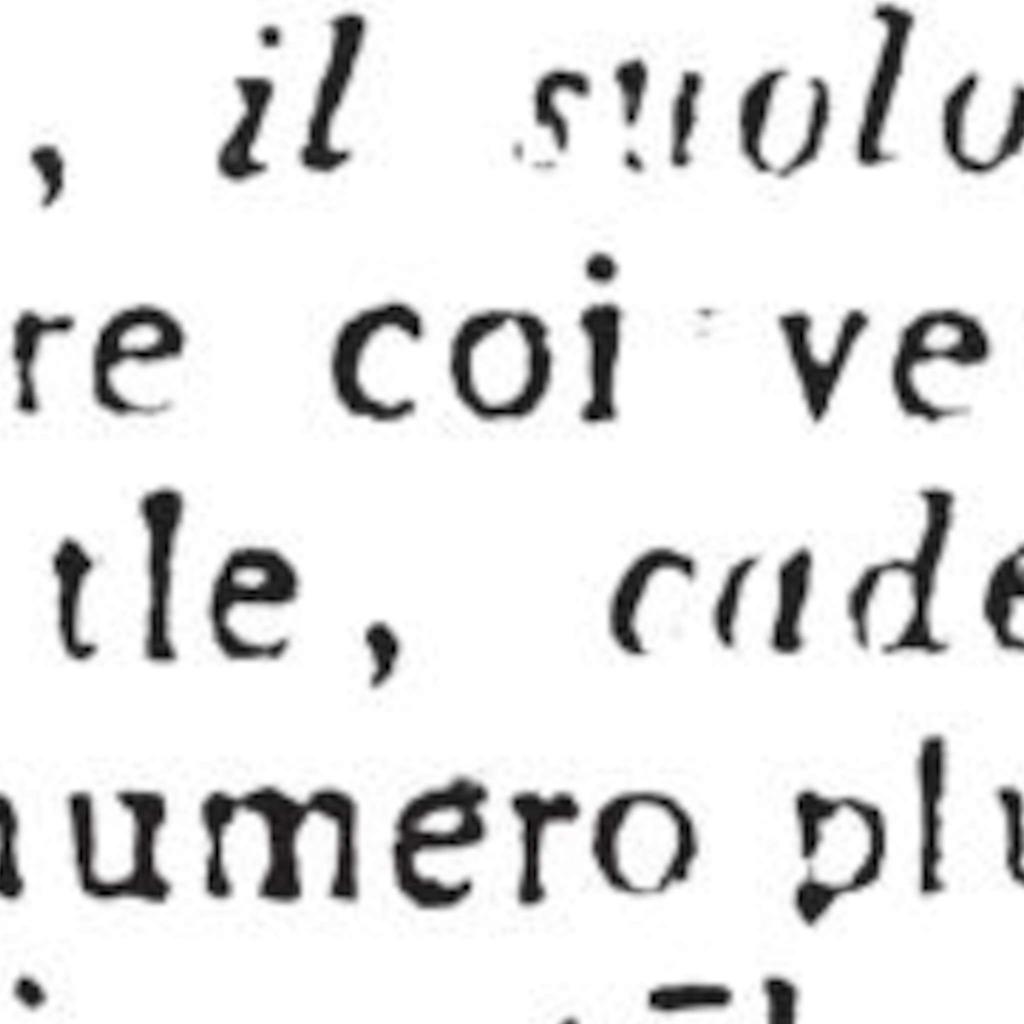 , il suolo
re coi ve
tle, cade
numero plu